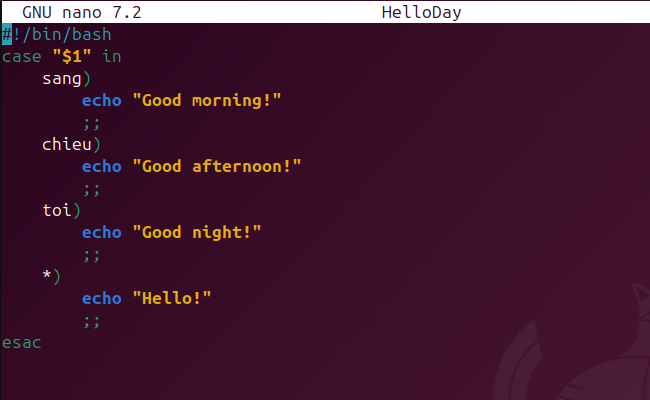 GNU nano 7.2 HelloDay
#!/bin/bash
case "$1" in
    sang)
        echo "Good morning!"
        ;;
    chieu)
        echo "Good afternoon!"
        ;;
    toi)
        echo "Good night!"
        ;;
    *)
        echo "Hello!"
        ;;
esac